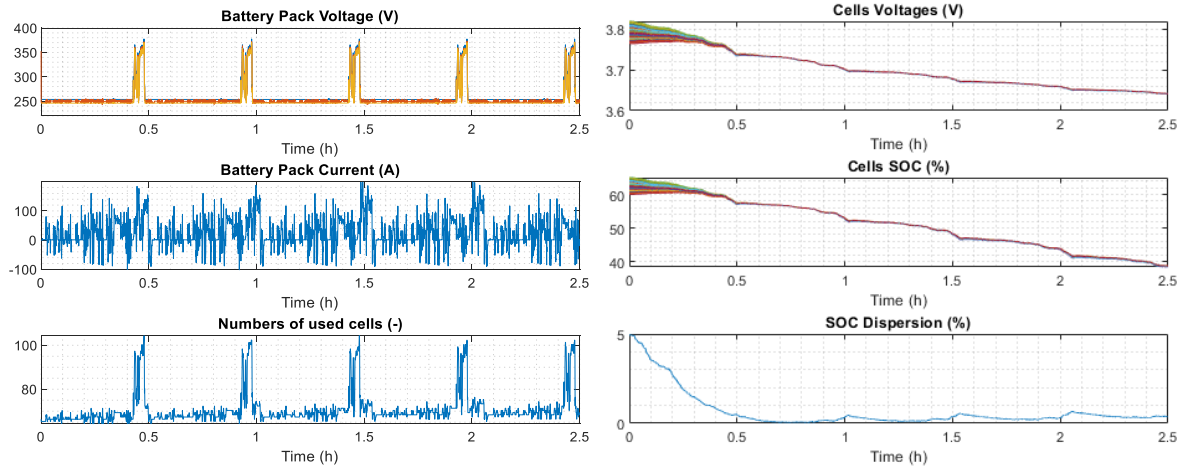 Battery Pack Voltage (V)
400
350
300
250
0 0.5 1 1.5 2 2.5
Time (h)
Battery Pack Current (A)
100
0
-100
0 0.5 1 1.5 2 2.5
Time (h)
Numbers of used cells (-)
100
80
0 0.5 1 1.5 2 2.5
Time (h)
Cells Voltages (V)
3.8
3.7
3.6
0 0.5 1 1.5 2 2.5
Time (h)
Cells SOC (%)
60
50
40
0 0.5 1 1.5 2 2.5
Time (h)
SOC Dispersion (%)
5
0
0 0.5 1 1.5 2 2.5
Time (h)